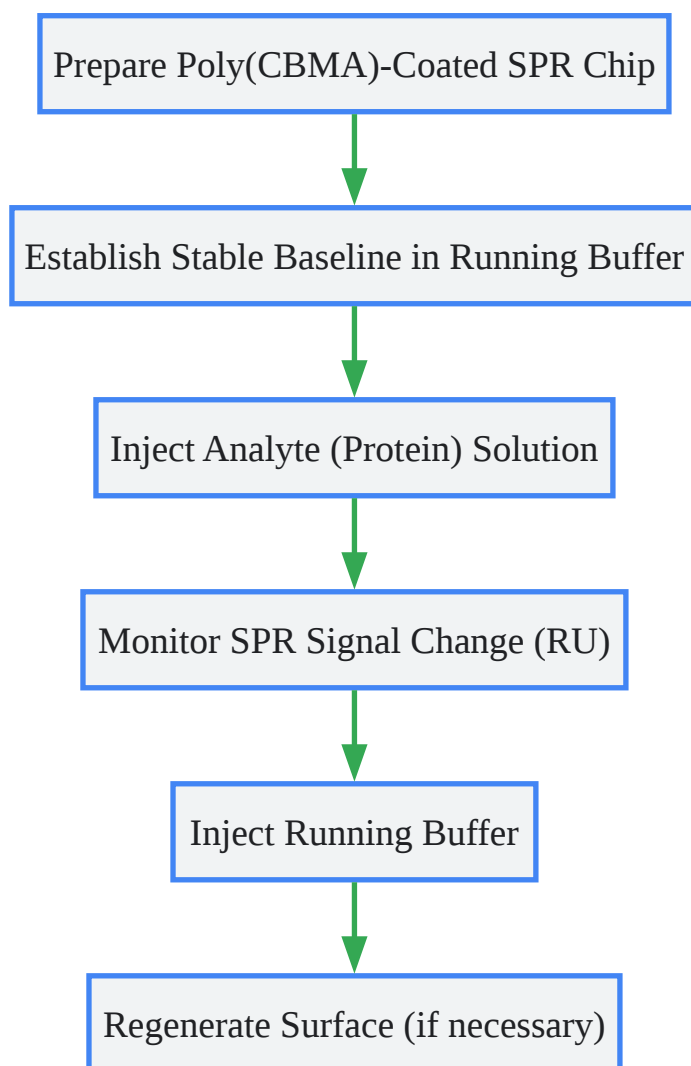 Prepare Poly(CBMA)-Coated SPR Chip
Establish Stable Baseline in Running Buffer
Inject Analyte (Protein) Solution
Monitor SPR Signal Change (RU)
Inject Running Buffer
Regenerate Surface (if necessary)